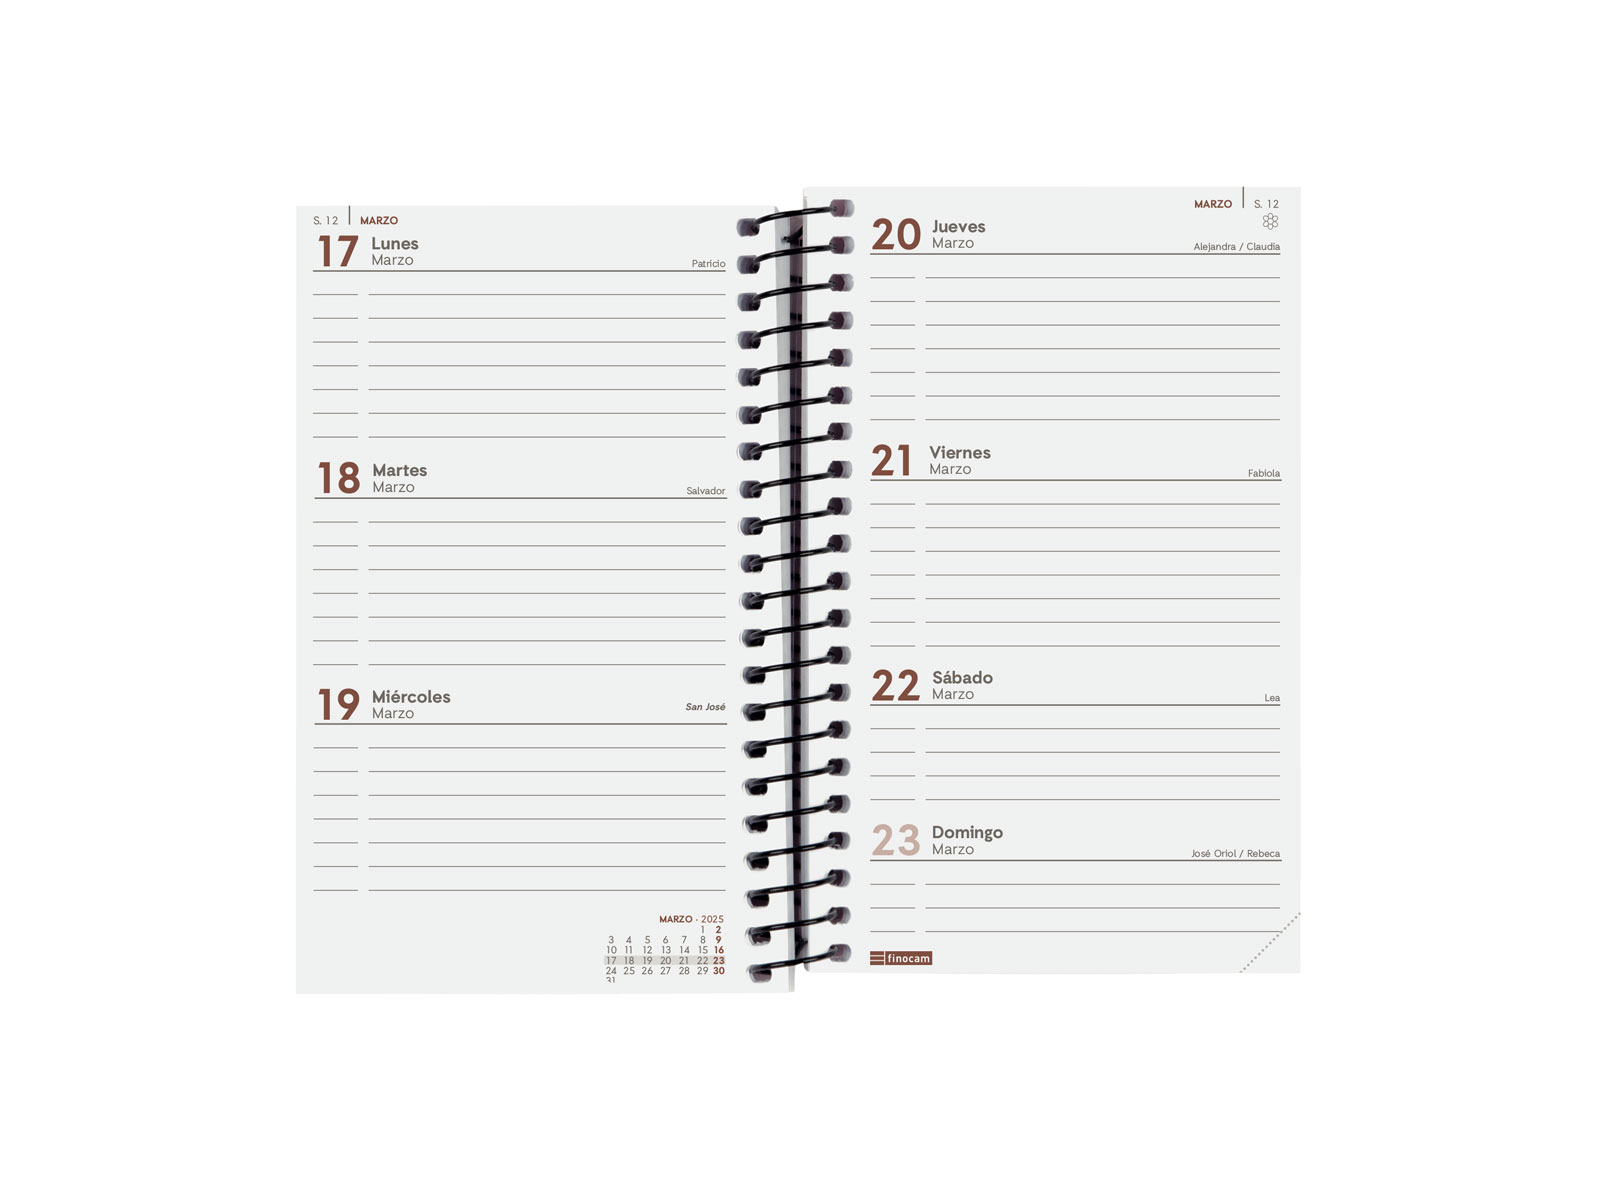 S. 12 | MARZO
17 Lunes
Marzo
Patricio
18 Martes
Marzo
Salvador
19 Miércoles
Marzo
San José
MARZO · 2025
1 2
3 4 5 6 7 8 9
10 11 12 13 14 15 16
17 18 19 20 21 22 23
24 25 26 27 28 29 30
31
MARZO | S. 12
20 Jueves
Marzo
Alejandra / Claudia
21 Viernes
Marzo
Fabiola
22 Sábado
Marzo
Lea
23 Domingo
Marzo
José Oriol / Rebeca
finocam